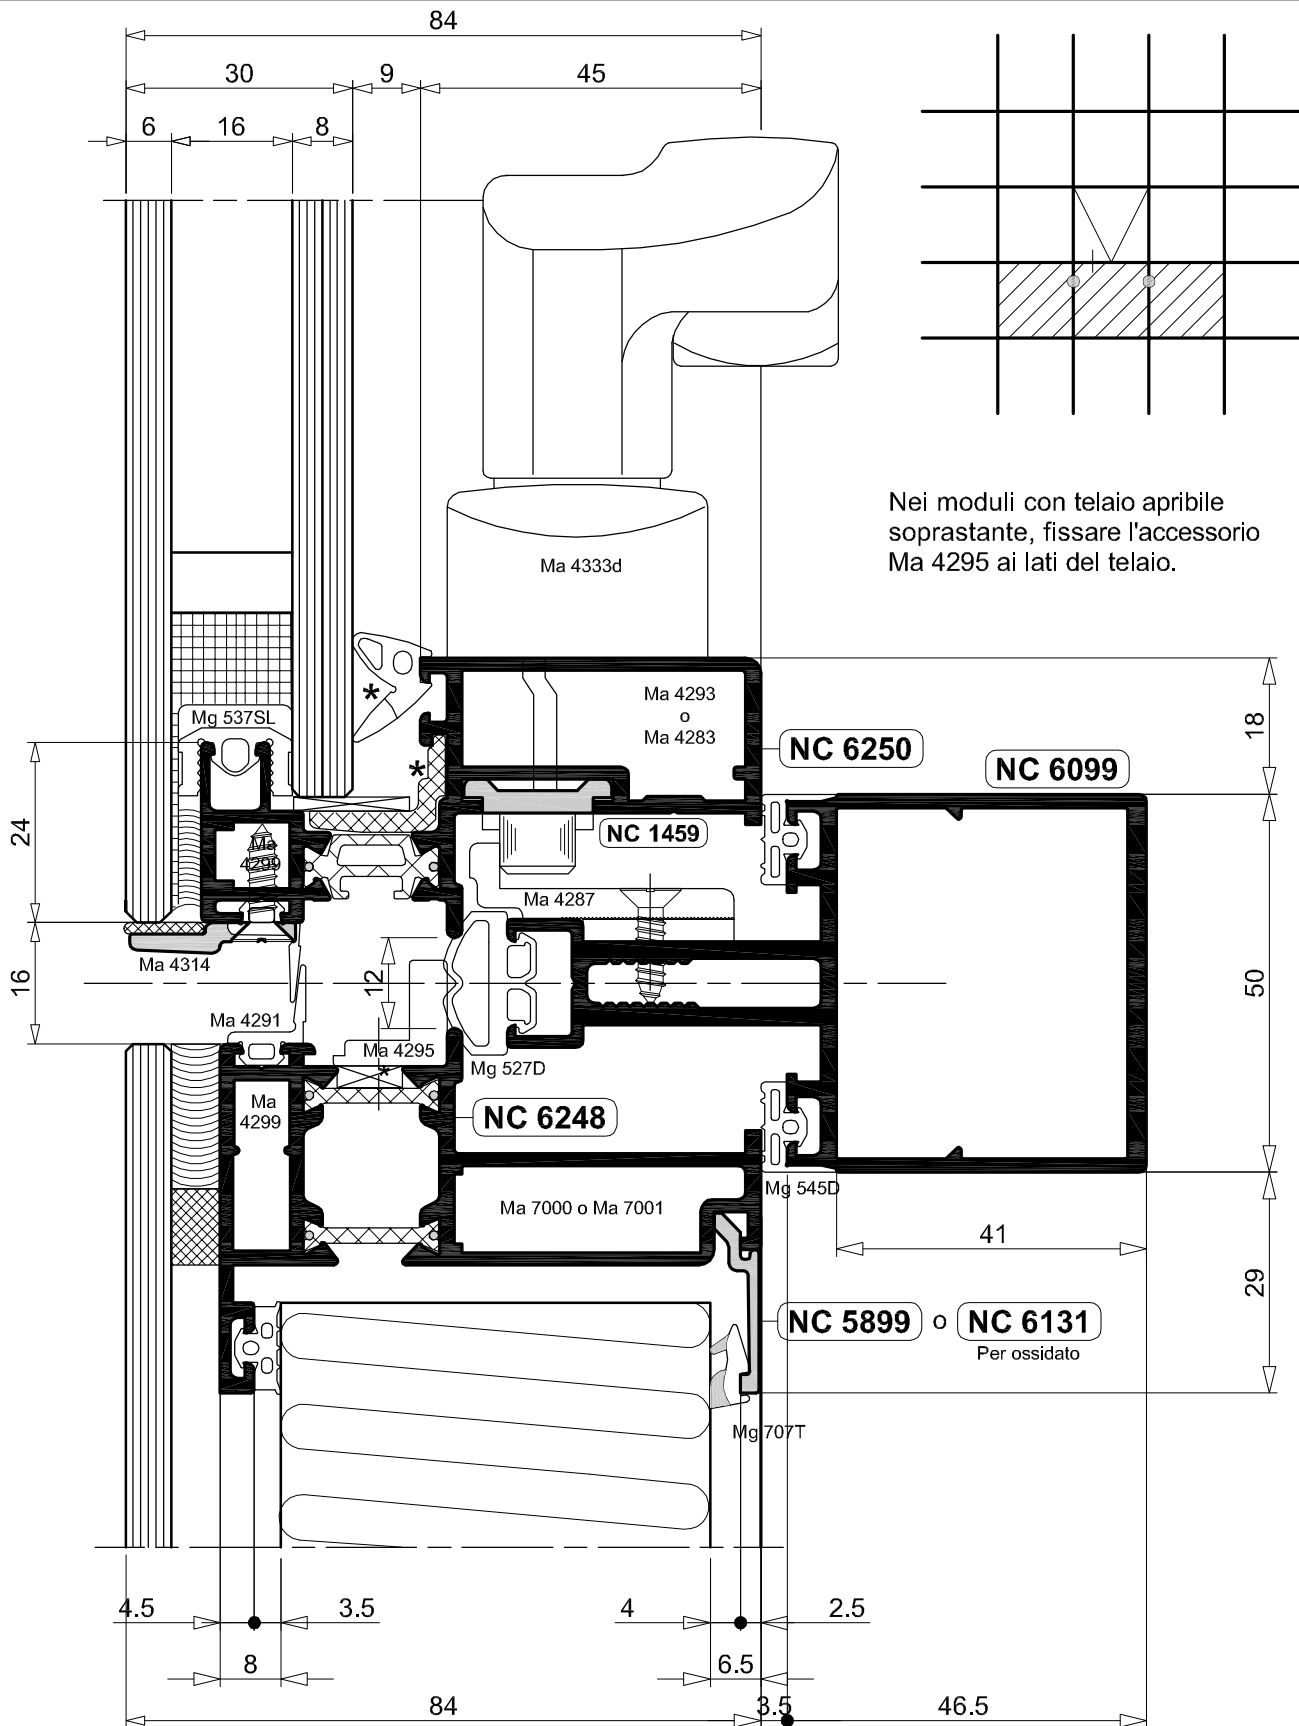 84
30
9
45
6
16
8
Nei moduli con telaio apribile
soprastante, fissare l'accessorio
Ma 4295 ai lati del telaio.
Ma 4333d
*
Ma 4293
o
Ma 4283
18
Mg 537SL
*
NC 6250
NC 6099
24
Ma
4299
NC 1459
Ma 4287
Ma 4314
16
12
50
Ma 4291
Ma 4295
*
Mg 527D
Ma
4299
NC 6248
Mg 545D
Ma 7000 o Ma 7001
41
29
NC 5899 o NC 6131
Per ossidato
Mg 707T
4.5
3.5
4
2.5
8
6.5
84
3.5
46.5